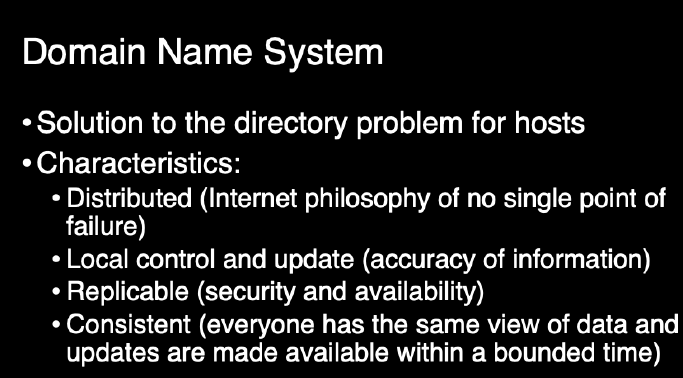 Domain Name System
• Solution to the directory problem for hosts
• Characteristics:
• Distributed (Internet philosophy of no single point of
failure)
• Local control and update (accuracy of information)
• Replicable (security and availability)
• Consistent (everyone has the same view of data and
updates are made available within a bounded time)